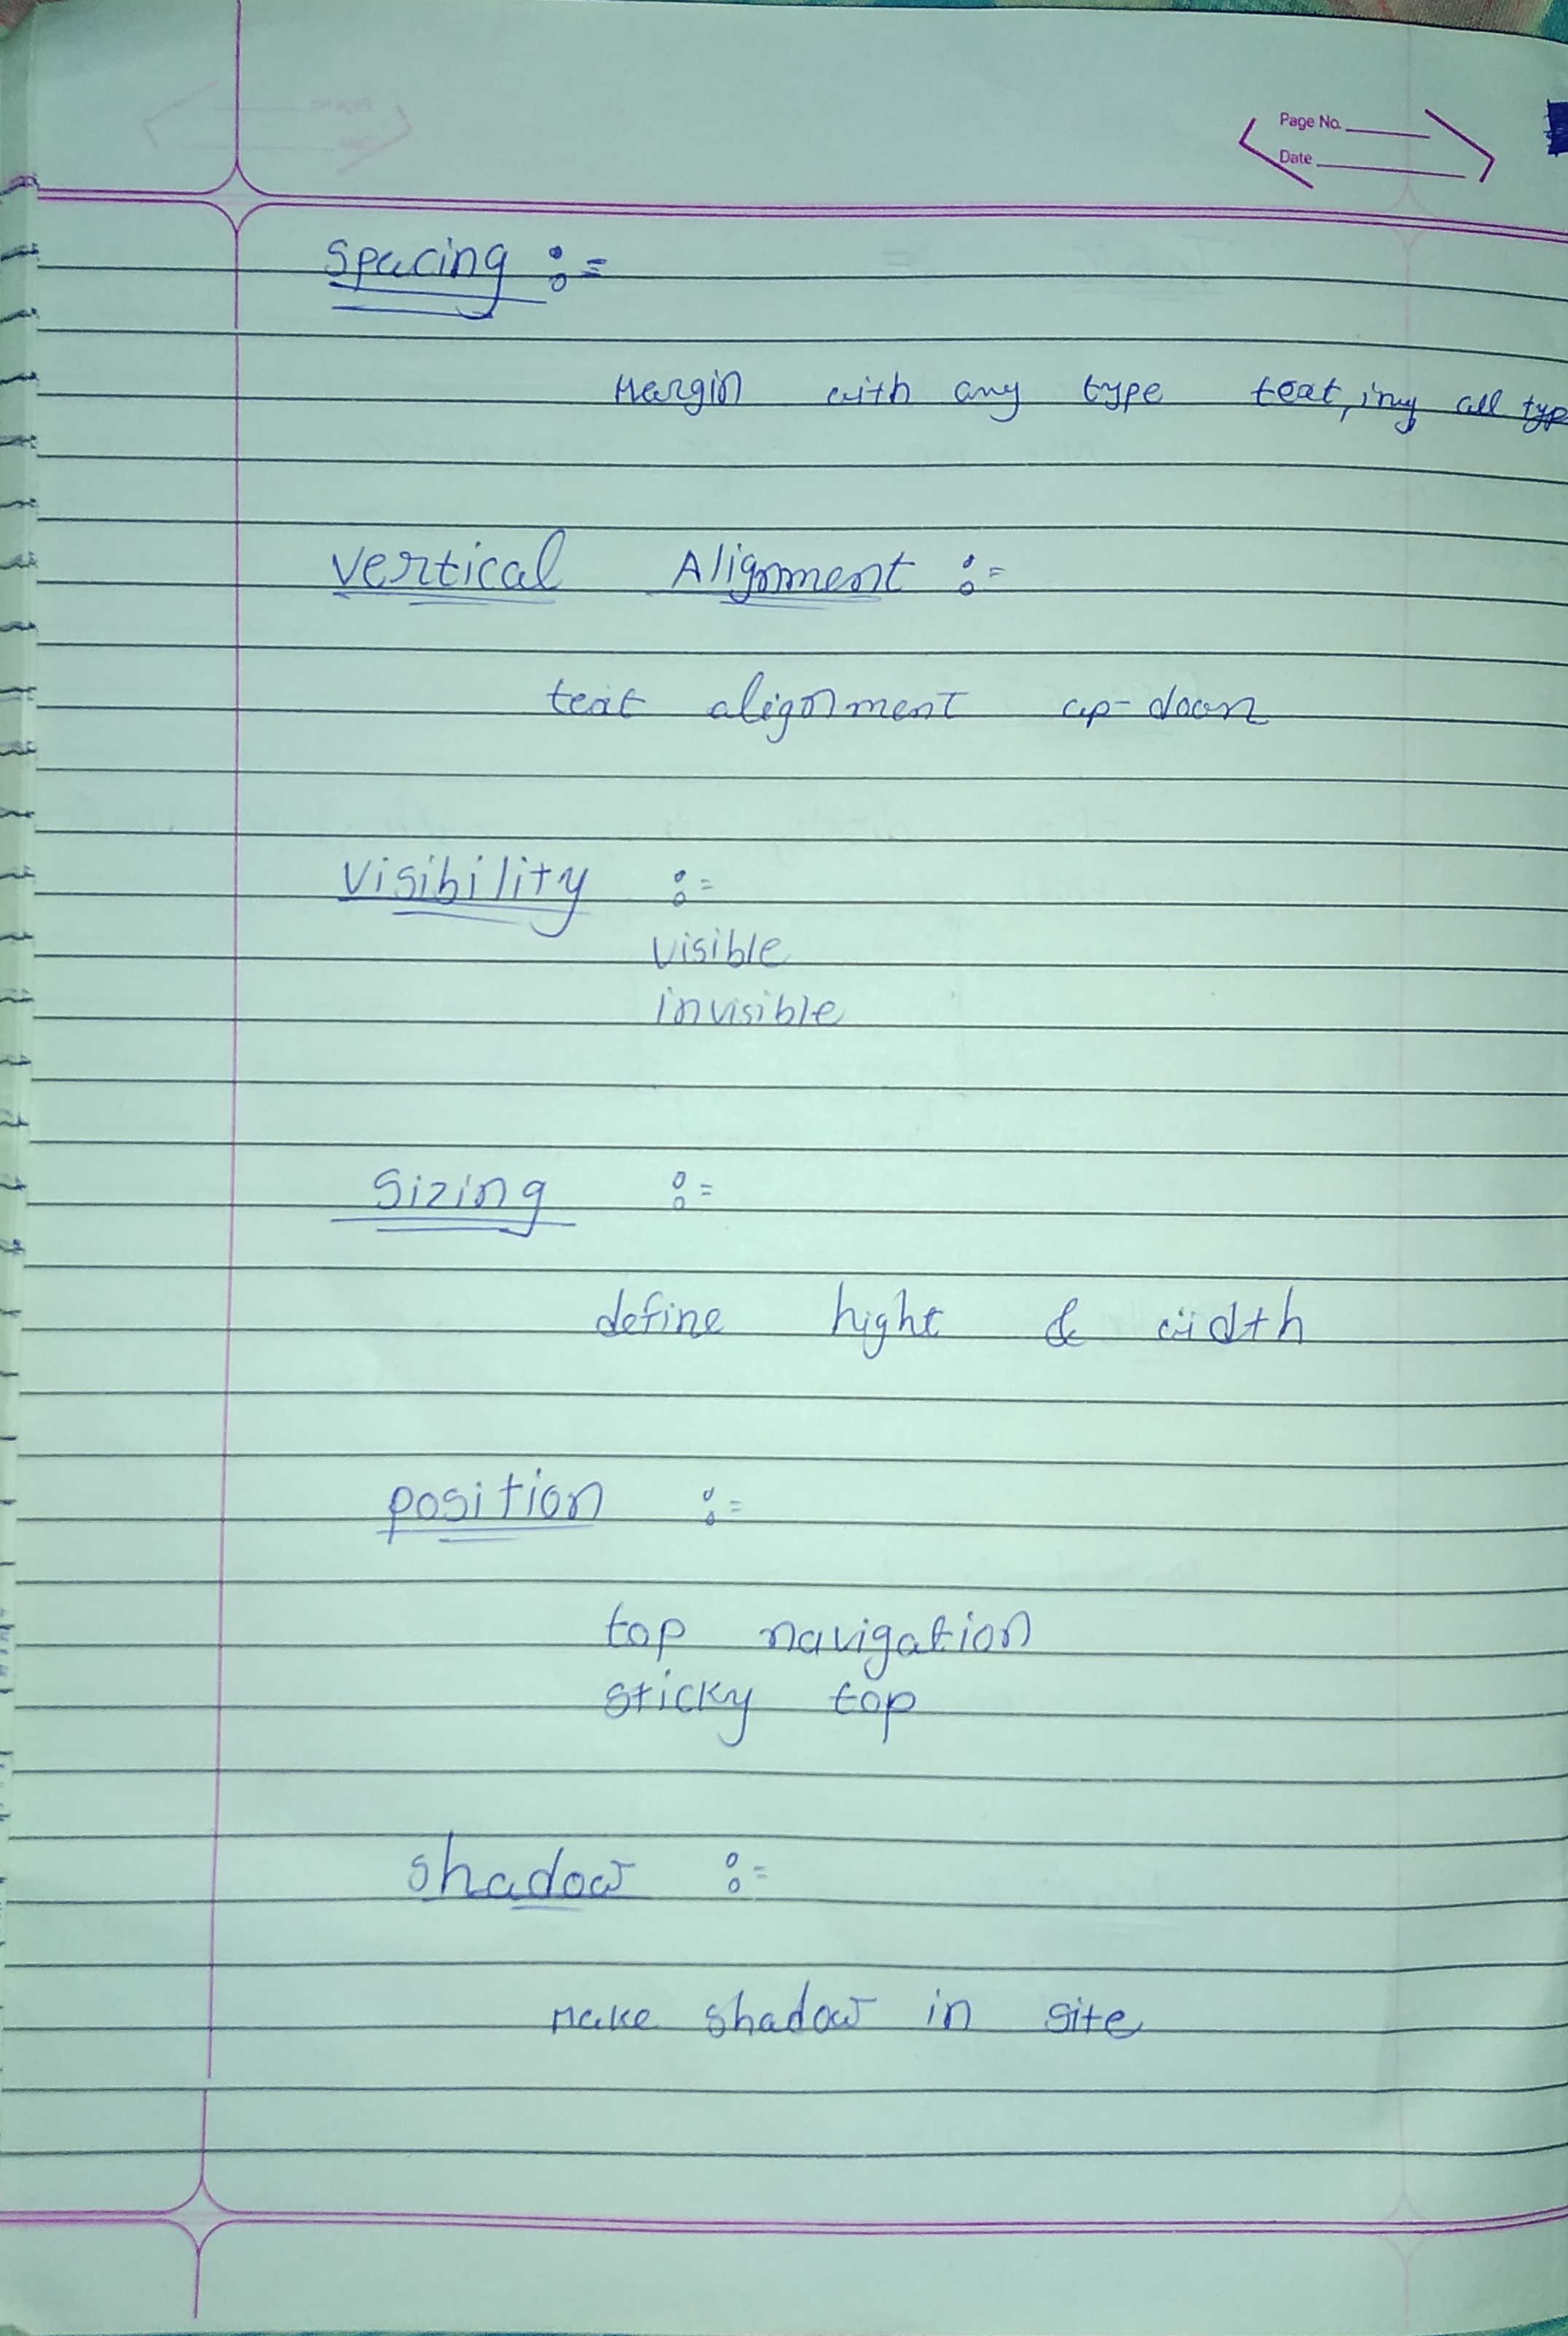 Page No.
Date
Spacing :=
Margin with any type text, img all typ
Vertical Alignment :=
text alignment up-down
Visibility :=
visible
invisible
Sizing :=
define hight & width
position :=
top navigation
sticky top
shadow :=
Make shadow in site